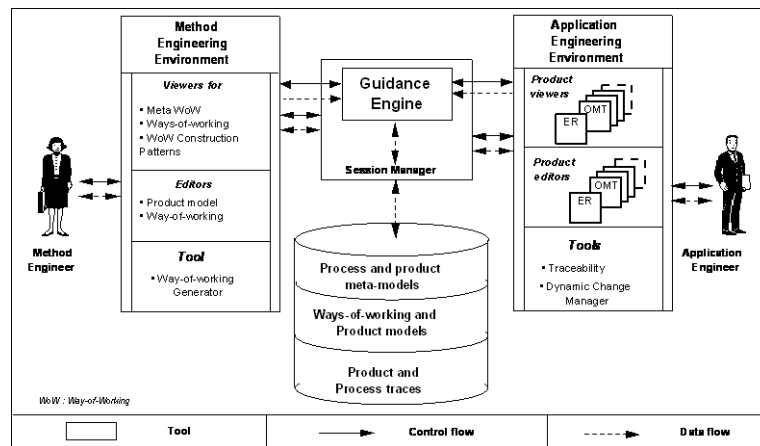 Method
Engineering
Environment
Viewers for
• Meta WoW
• Ways-of-working
• WoW Construction
Patterns
Editors
• Product model
• Way-of-working
Tool
• Way-of-working
Generator
Method
Engineer
Guidance
Engine
Session Manager
Process and product
meta-models
Ways-of-working and
Product models
Product and
Process traces
Application
Engineering
Environment
Product
viewers
OMT
ER
Product
editors
OMT
ER
Tools
• Traceability
• Dynamic Change
Manager
Application
Engineer
WoW : Way-of-Working
Tool
Control flow
Data flow